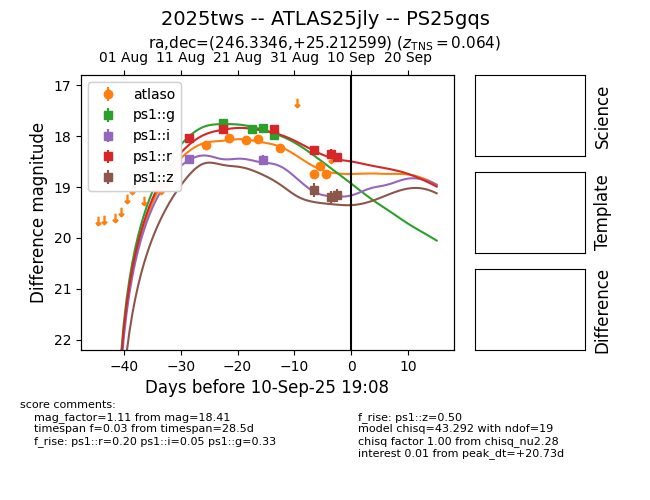 2025tws -- ATLAS25jly -- PS25gqs
ra,dec=(246.3346,+25.212599) (zTNS = 0.064)
01 Aug 11 Aug 21 Aug 31 Aug 10 Sep 20 Sep
17
18
19
20
21
22
Difference magnitude
atlaso
ps1::g
ps1::i
ps1::r
ps1::z
−40 −30 −20 −10 0 10
Days before 10-Sep-25 19:08
Science
Template
Difference
score comments:
mag_factor=1.11 from mag=18.41
timespan f=0.03 from timespan=28.5d
f_rise: ps1::r=0.20 ps1::i=0.05 ps1::g=0.33
f_rise: ps1::z=0.50
model chisq=43.292 with ndof=19
chisq factor 1.00 from chisq_nu2.28
interest 0.01 from peak_dt=+20.73d